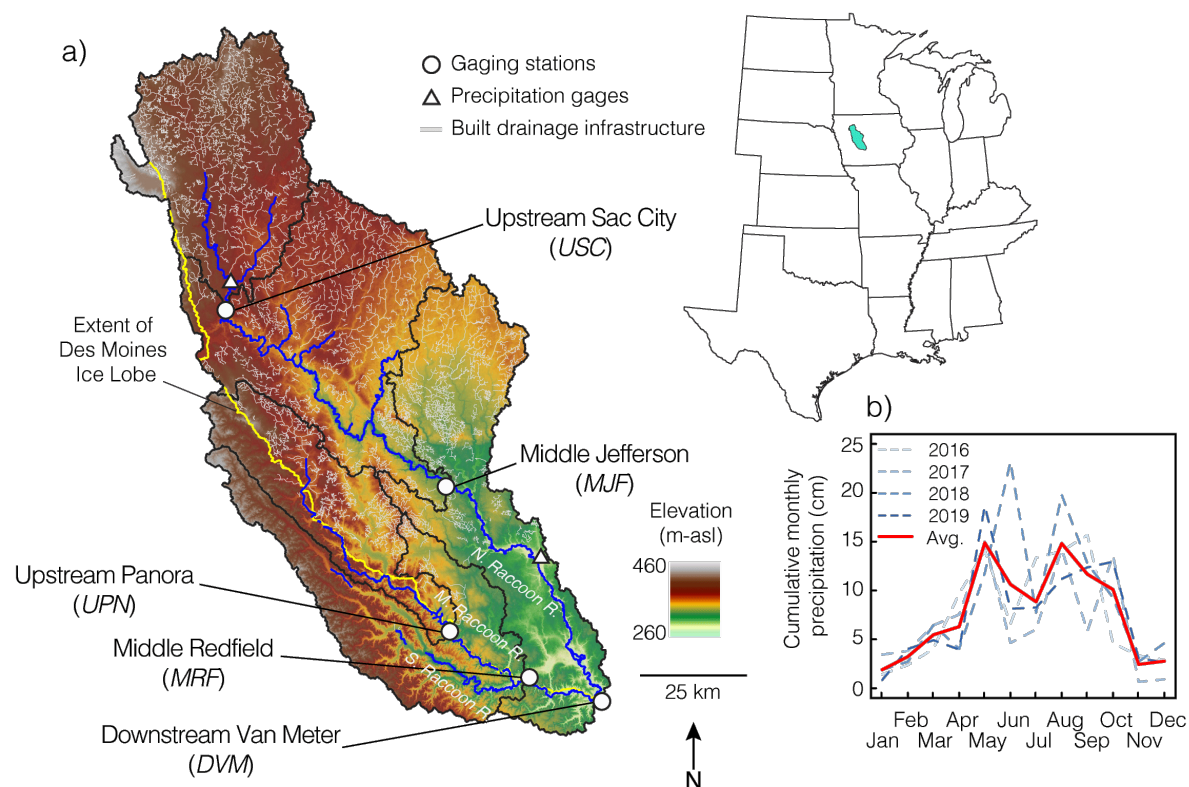 a)
Gaging stations
Precipitation gages
Built drainage infrastructure
Upstream Sac City
(USC)
Extent of
Des Moines
Ice Lobe
Middle Jefferson
(MJF)
Elevation
(m-asl)
460
260
25 km
N
N. Raccoon R.
M. Raccoon R.
S. Raccoon R.
Upstream Panora
(UPN)
Middle Redfield
(MRF)
Downstream Van Meter
(DVM)
b)
Cumulative monthly
precipitation (cm)
25
20
15
10
5
0
2016
2017
2018
2019
Avg.
Feb Apr Jun Aug Oct Dec
Jan Mar May Jul Sep Nov